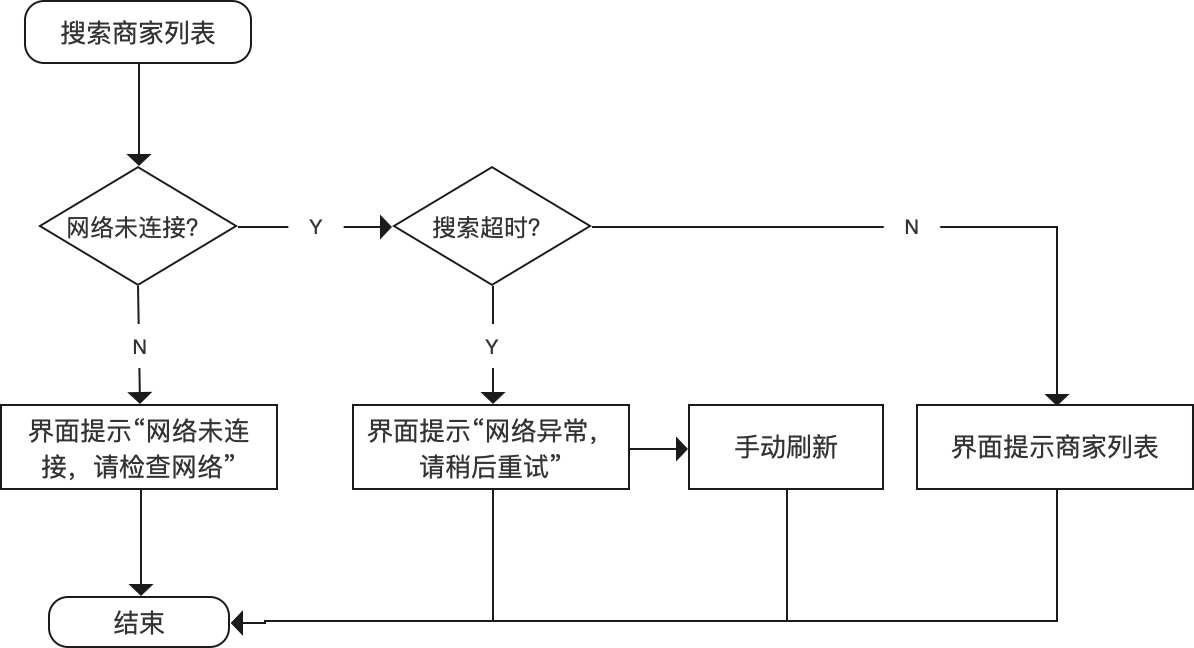 搜索商家列表
网络未连接?
Y
搜索超时?
N
N
Y
界面提示“网络未连
接，请检查网络”
界面提示“网络异常，
请稍后重试”
手动刷新
界面提示商家列表
结束